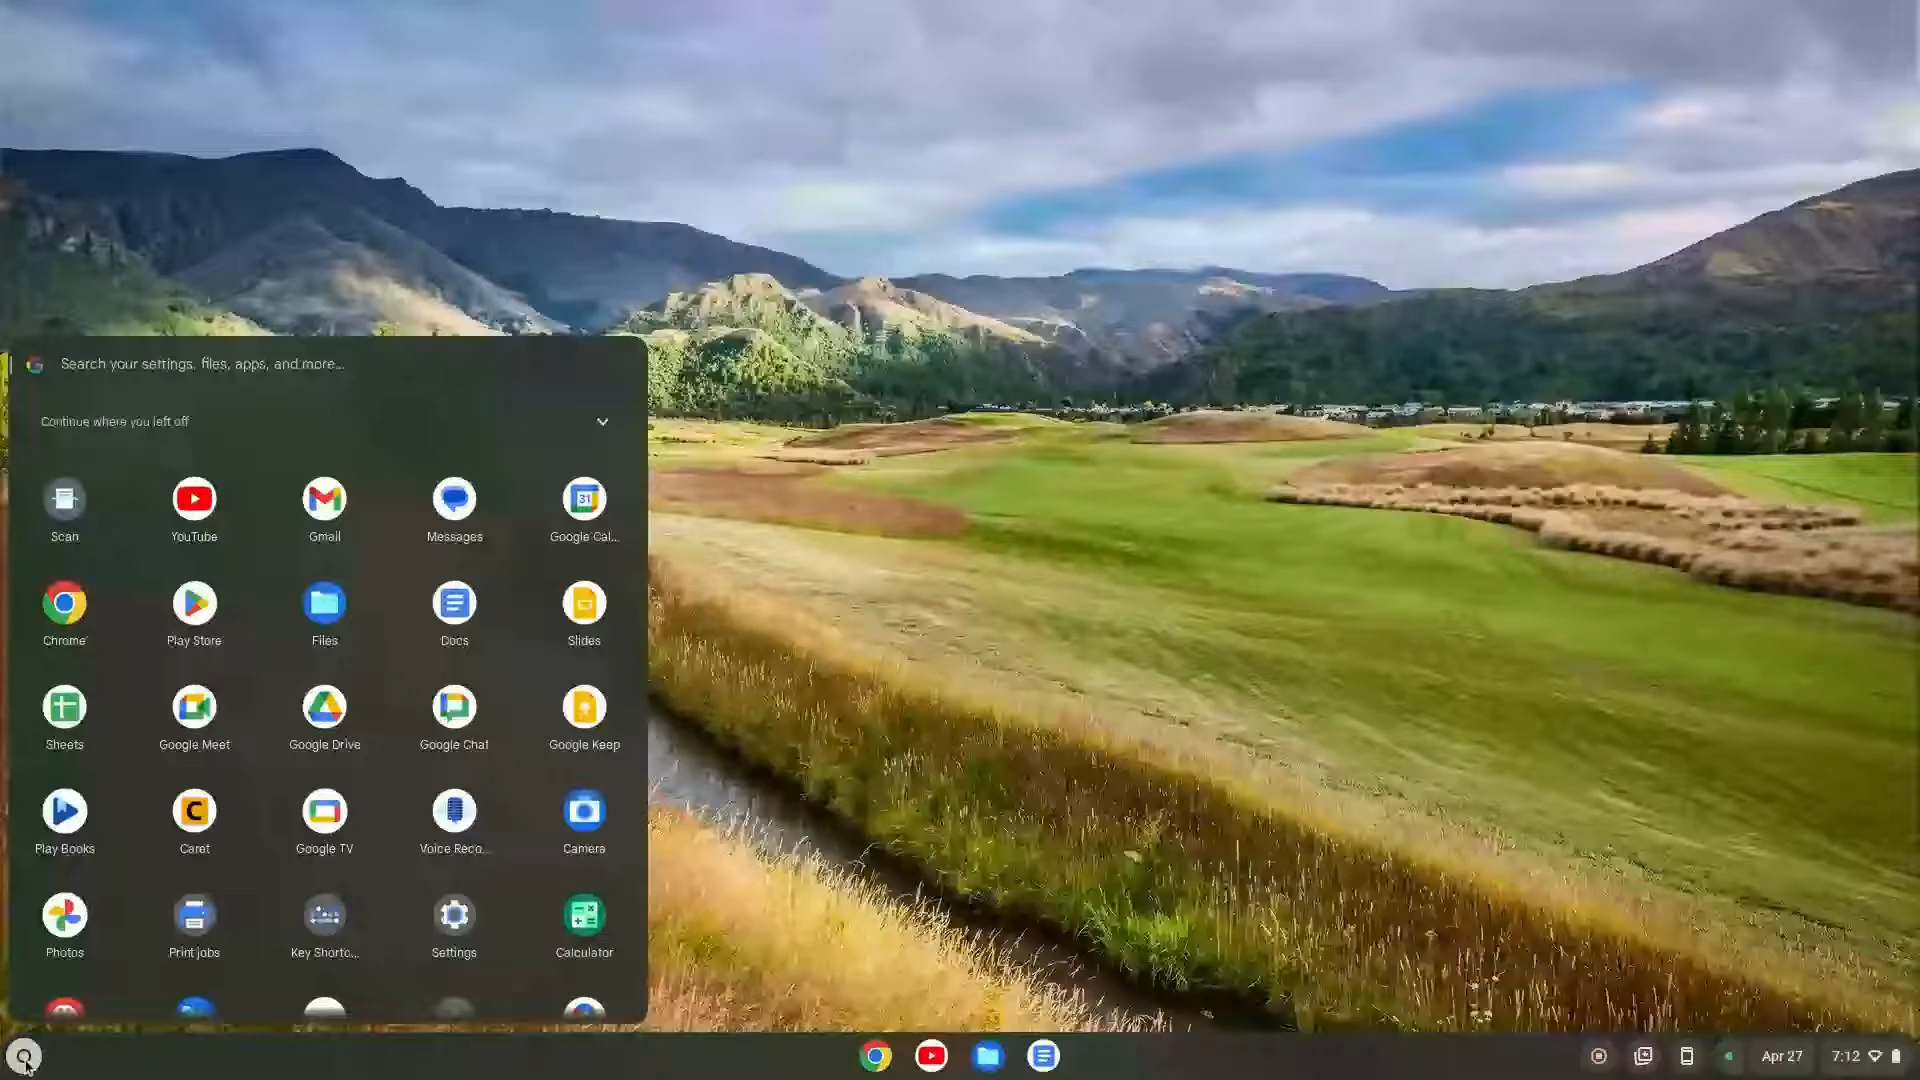 Search your settings, files, apps, and more...
Continue where you left off
Scan
YouTube
Gmail
Messages
31
Google Cal...
Chrome
Play Store
Files
Docs
Slides
Sheets
Google Meet
Google Drive
Google Chat
Google Keep
Play Books
C
Caret
Google TV
Voice Reco...
Camera
Photos
Print jobs
Key Shortc...
Settings
Calculator
Apr 27
7:12